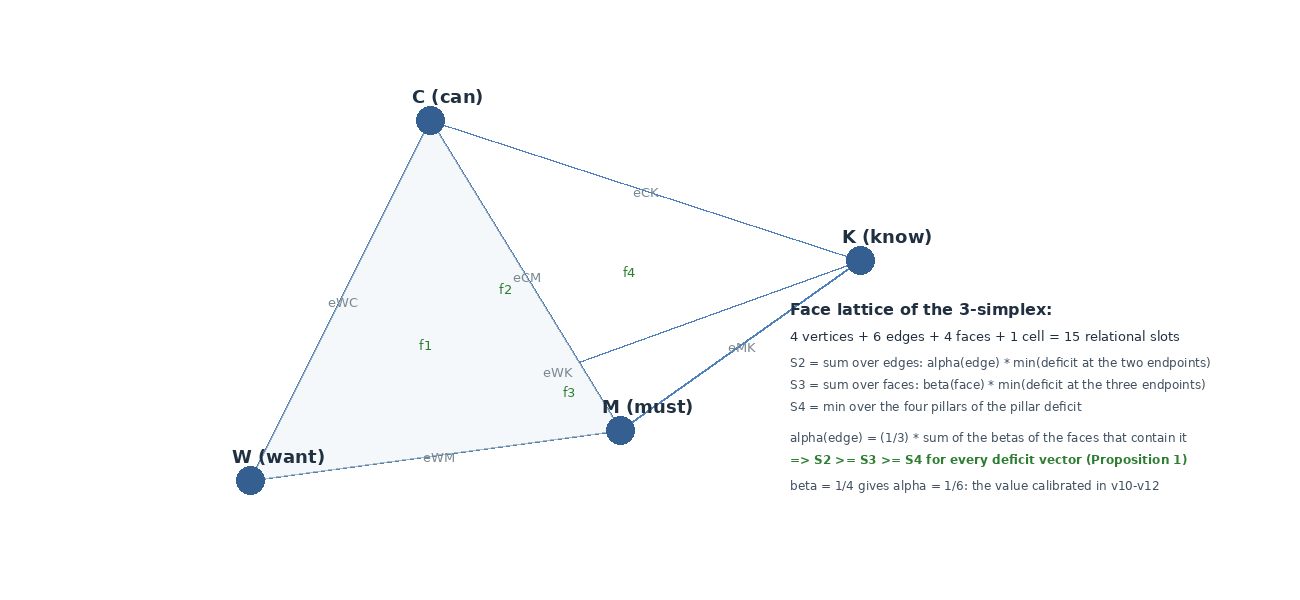 C (can)
eCK
K (know)
f4
eCM
f2
eWC
f1
eMK
eWK
f3
M (must)
W (want)
eWM
Face lattice of the 3-simplex:
4 vertices + 6 edges + 4 faces + 1 cell = 15 relational slots
S2 = sum over edges: alpha(edge) * min(deficit at the two endpoints)
S3 = sum over faces: beta(face) * min(deficit at the three endpoints)
S4 = min over the four pillars of the pillar deficit
alpha(edge) = (1/3) * sum of the betas of the faces that contain it
=> S2 >= S3 >= S4 for every deficit vector (Proposition 1)
beta = 1/4 gives alpha = 1/6: the value calibrated in v10-v12